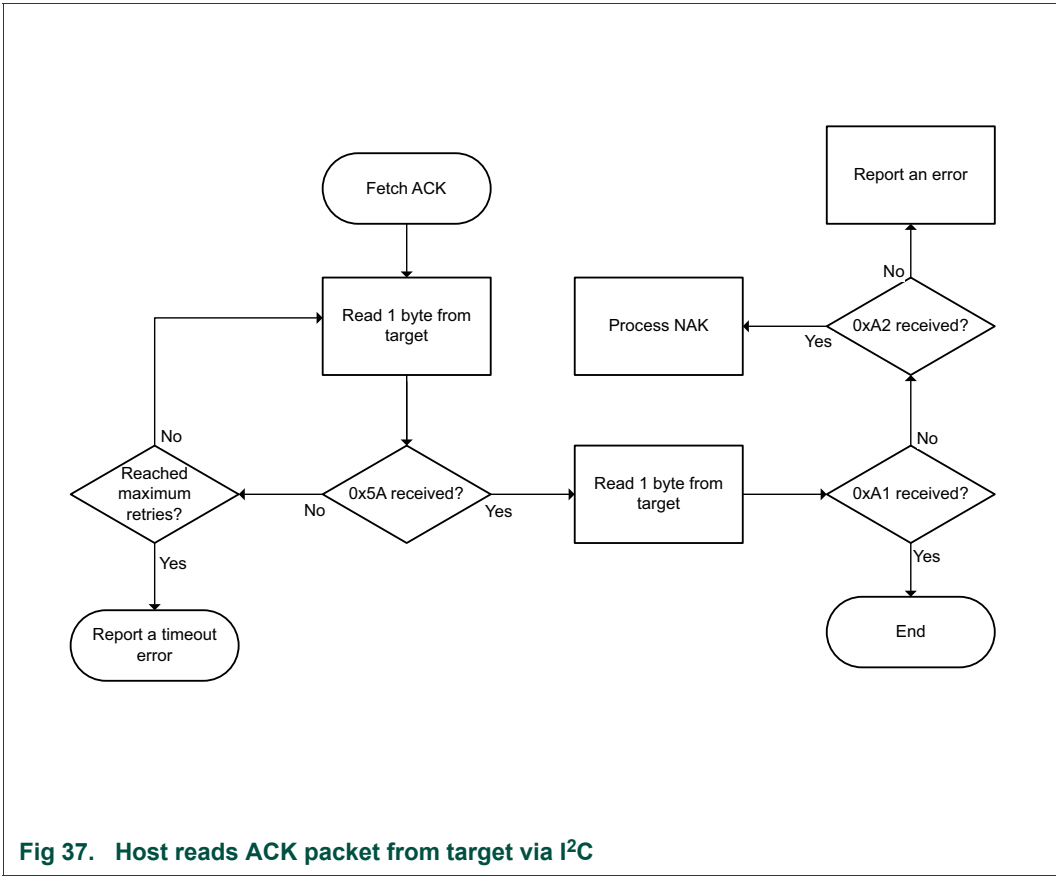 Fetch ACK
Read 1 byte from
target
0x5A received?
No
Yes
Reached
maximum
retries?
No
Yes
Report a timeout
error
Read 1 byte from
target
0xA1 received?
No
Yes
End
0xA2 received?
No
Yes
Report an error
Process NAK
Fig 37. Host reads ACK packet from target via I²C